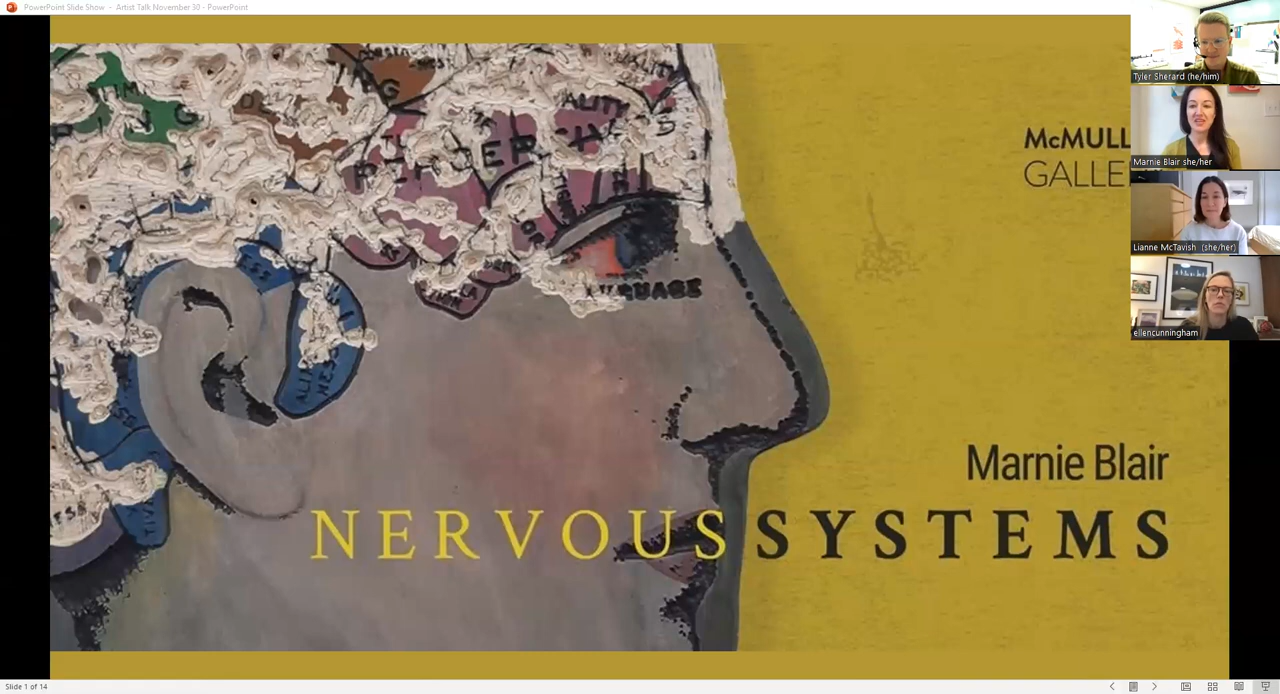 PowerPoint Slide Show - Artist Talk November 30 - PowerPoint
Tyler Sherard (he/him)
McMULL
GALLE
Marnie Blair she/her
Lianne McTavish (she/her)
ellencunningham
Marnie Blair
NERVOUS SYSTEMS
Slide 1 of 14